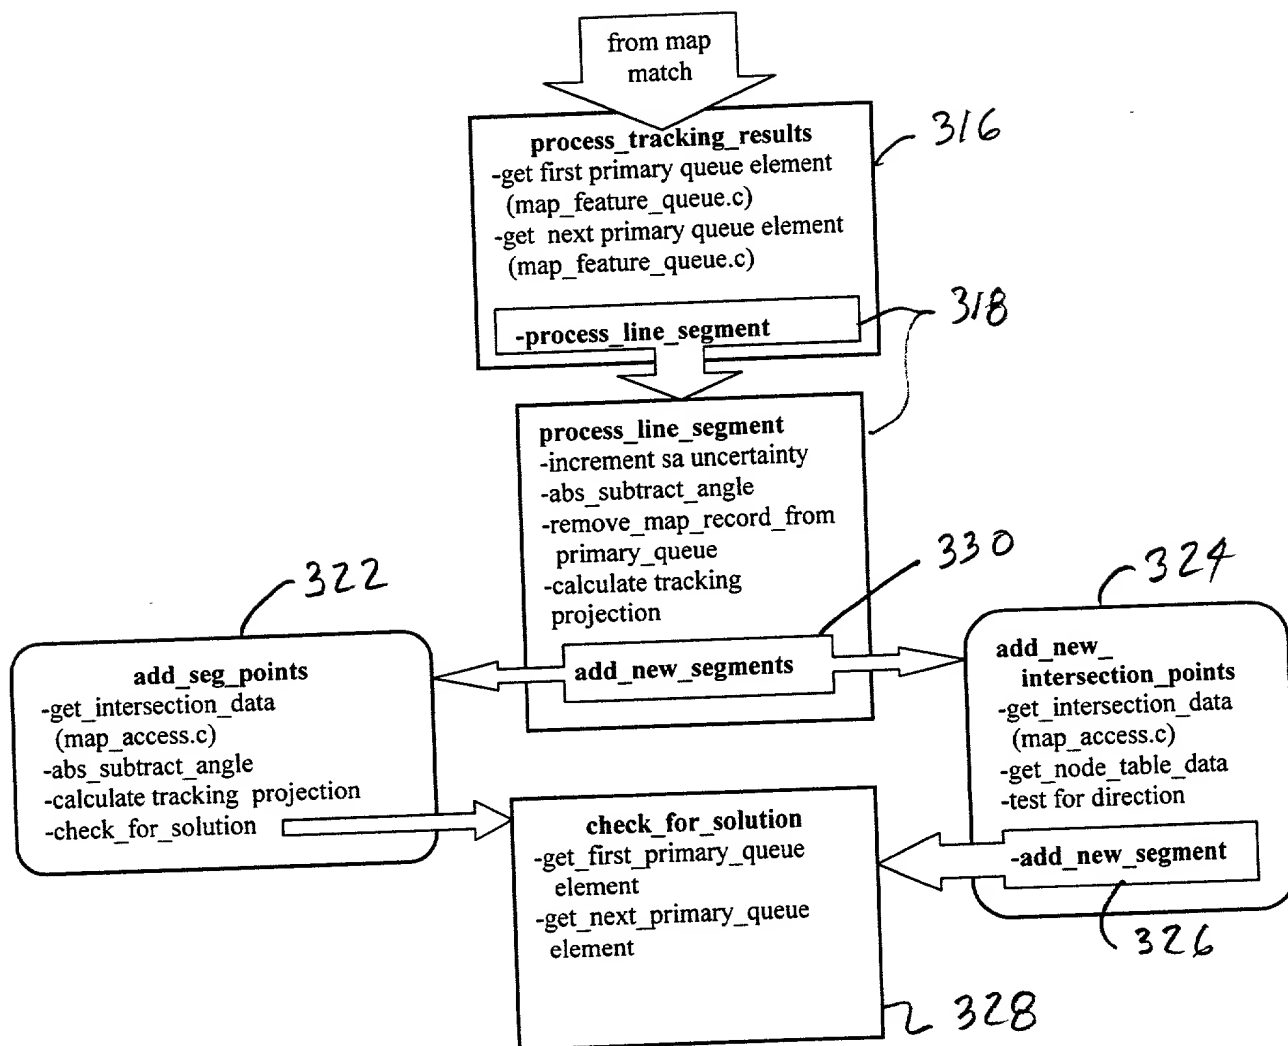 from map
match
process_tracking_results
-get first primary queue element
(map_feature_queue.c)
-get next primary queue element
(map_feature_queue.c)
-process_line_segment
316
318
process_line_segment
-increment sa uncertainty
-abs_subtract_angle
-remove_map_record_from
primary_queue
-calculate tracking
projection
add_new_segments
330
322
add_seg_points
-get_intersection_data
(map_access.c)
-abs_subtract_angle
-calculate tracking projection
-check_for_solution
324
add_new_
intersection_points
-get_intersection_data
(map_access.c)
-get_node_table_data
-test for direction
-add_new_segment
326
check_for_solution
-get_first_primary_queue
element
-get_next_primary_queue
element
328